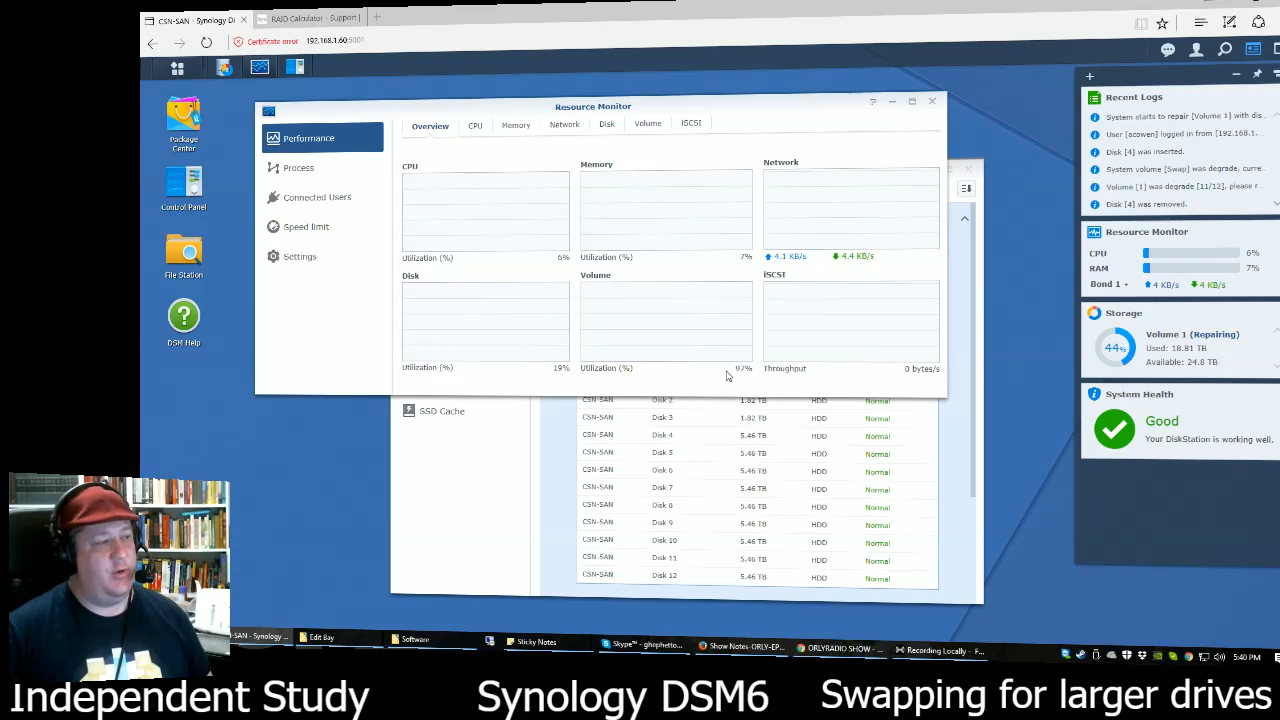 CSN-SAN - Synology Di
RAID Calculator - Support |
Certificate error
192.168.1.60:5001
Package
Center
Control Panel
File Station
DSM Help
Resource Monitor
Performance
Process
Connected Users
Speed limit
Settings
Overview CPU Memory Network Disk Volume iSCSI
CPU
Utilization (%) 6%
Memory
Utilization (%) 7%
Network
4.1 KB/s 4.4 KB/s
Disk
Utilization (%) 19%
Volume
Utilization (%) 97%
iSCSI
Throughput 0 bytes/s
SSD Cache
CSN-SAN Disk 2 1.82 TB HDD Normal
CSN-SAN Disk 3 1.82 TB HDD Normal
CSN-SAN Disk 4 5.46 TB HDD Normal
CSN-SAN Disk 5 5.46 TB HDD Normal
CSN-SAN Disk 6 5.46 TB HDD Normal
CSN-SAN Disk 7 5.46 TB HDD Normal
CSN-SAN Disk 8 5.46 TB HDD Normal
CSN-SAN Disk 9 5.46 TB HDD Normal
CSN-SAN Disk 10 5.46 TB HDD Normal
CSN-SAN Disk 11 5.46 TB HDD Normal
CSN-SAN Disk 12 5.46 TB HDD Normal
Recent Logs
System starts to repair [Volume 1] with dis...
User [acowen] logged in from [192.168.1...
Disk [4] was inserted.
System volume [Swap] was degrade, curre...
Volume [1] was degrade [11/12], please r...
Disk [4] was removed.
Resource Monitor
CPU 6%
RAM 7%
Bond 1 4 KB/s 4 KB/s
Storage
44%
Volume 1 (Repairing)
Used: 18.81 TB
Available: 24.8 TB
System Health
Good
Your DiskStation is working well.
SN-SAN - Synology ...
Edit Bay
Software
Sticky Notes
Skype™ - ghephetto...
Show Notes-ORLY-EP...
ORLYRADIO SHOW - ...
Recording Locally — F...
5:40 PM
Independent Study Synology DSM6 Swapping for larger drives